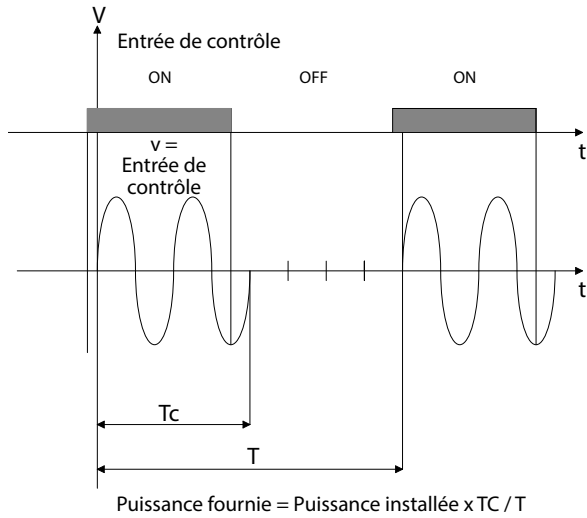 V
Entrée de contrôle
ON
OFF
ON
t
v =
Entrée de
contrôle
t
Tc
T
Puissance fournie = Puissance installée x TC / T